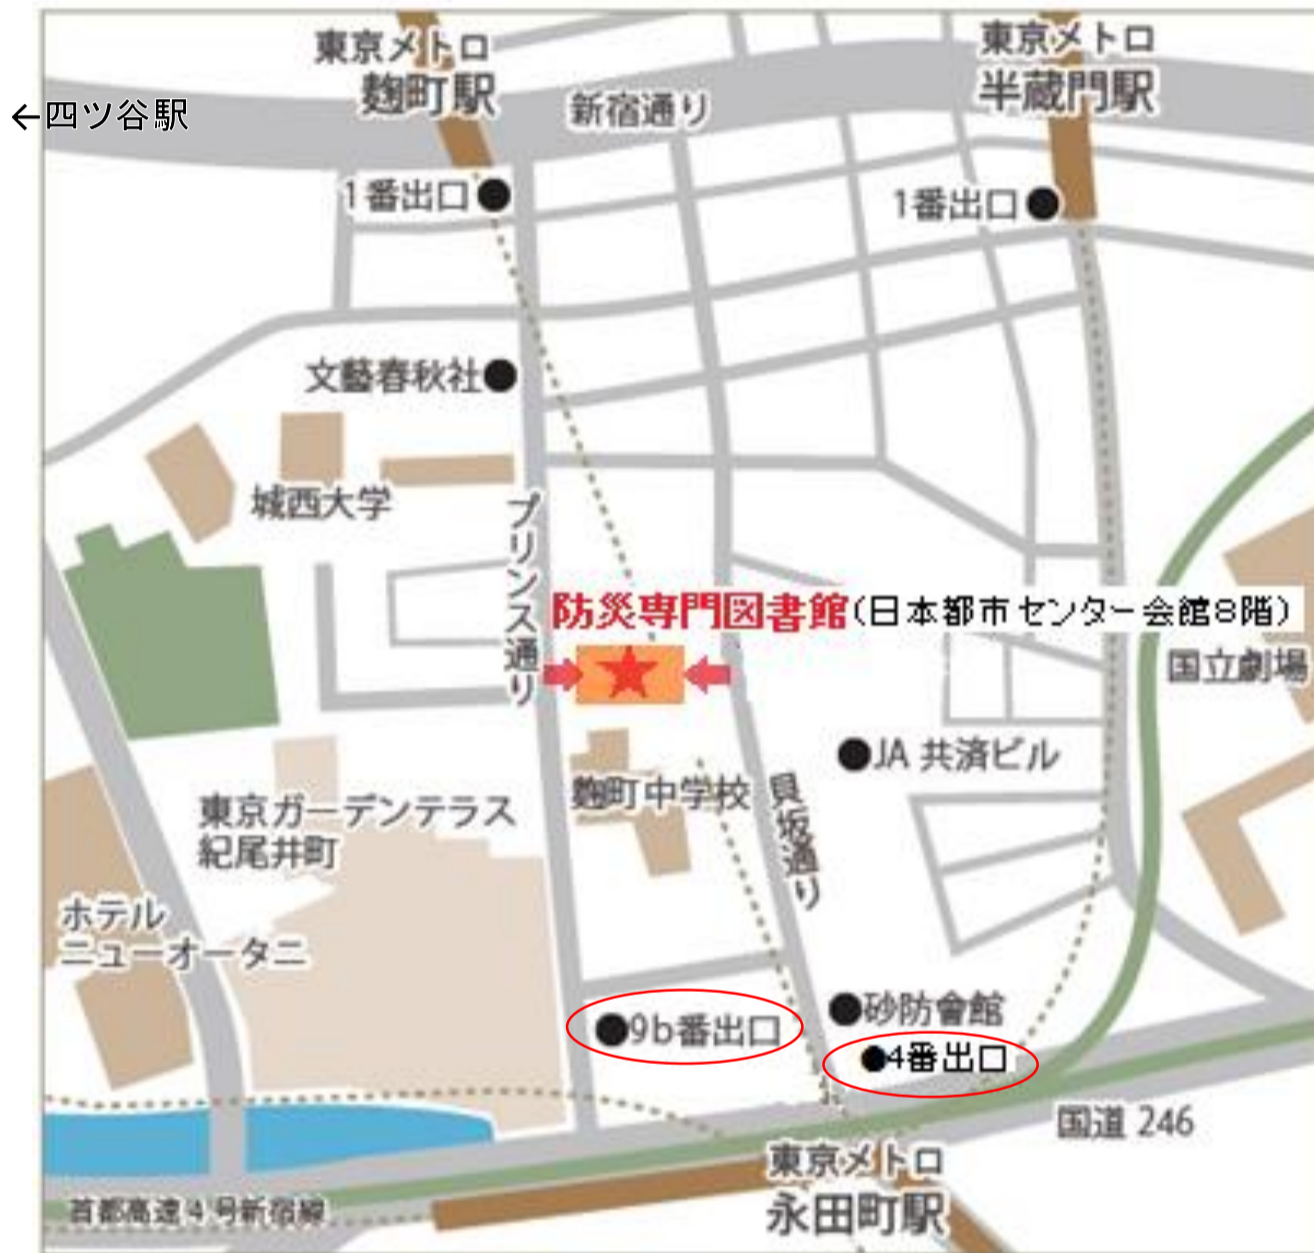 東京メトロ
麴町駅
東京メトロ
半蔵門駅
←四ツ谷駅
新宿通り
1番出口
1番出口
文藝春秋社
城西大学
プリンス通り
防災専門図書館(日本都市センター会館8階)
国立劇場
JA 共済ビル
麴町中学校
貝坂通り
東京ガーデンテラス
紀尾井町
ホテル
ニューオータニ
9b番出口
砂防會館
4番出口
国道 246
東京メトロ
永田町駅
首都高速4号新宿線